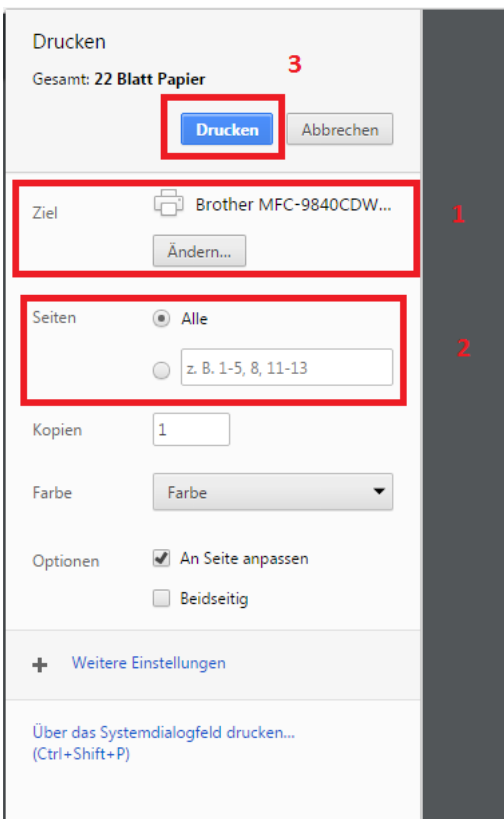 Drucken
Gesamt: 22 Blatt Papier
3
Drucken Abbrechen
Ziel Brother MFC-9840CDW...
1
Ändern...
Seiten Alle
2
z. B. 1-5, 8, 11-13
Kopien 1
Farbe Farbe
Optionen An Seite anpassen
Beidseitig
+ Weitere Einstellungen
Über das Systemdialogfeld drucken...
(Ctrl+Shift+P)